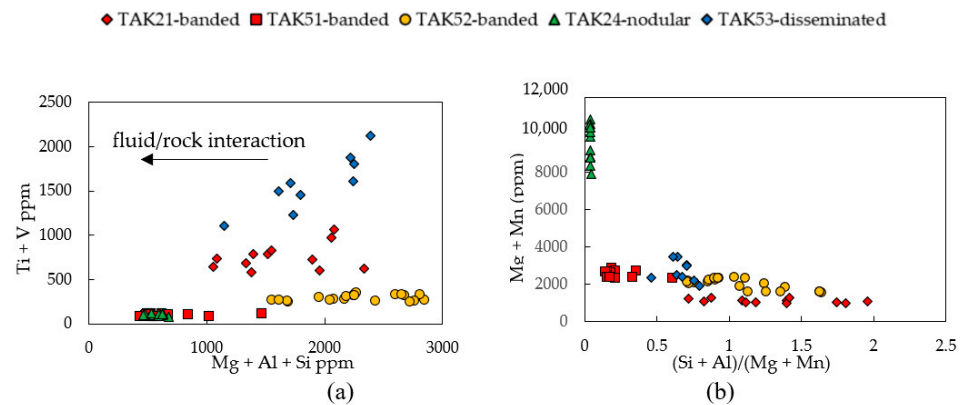 TAK21-banded TAK51-banded TAK52-banded TAK24-nodular TAK53-disseminated
2500
2000
1500
1000
500
0
Ti + V ppm
fluid/rock interaction
0 1000 2000 3000
Mg + Al + Si ppm
(a)
12,000
10,000
8000
6000
4000
2000
0
Mg + Mn (ppm)
0 0.5 1 1.5 2 2.5
(Si + Al)/(Mg + Mn)
(b)